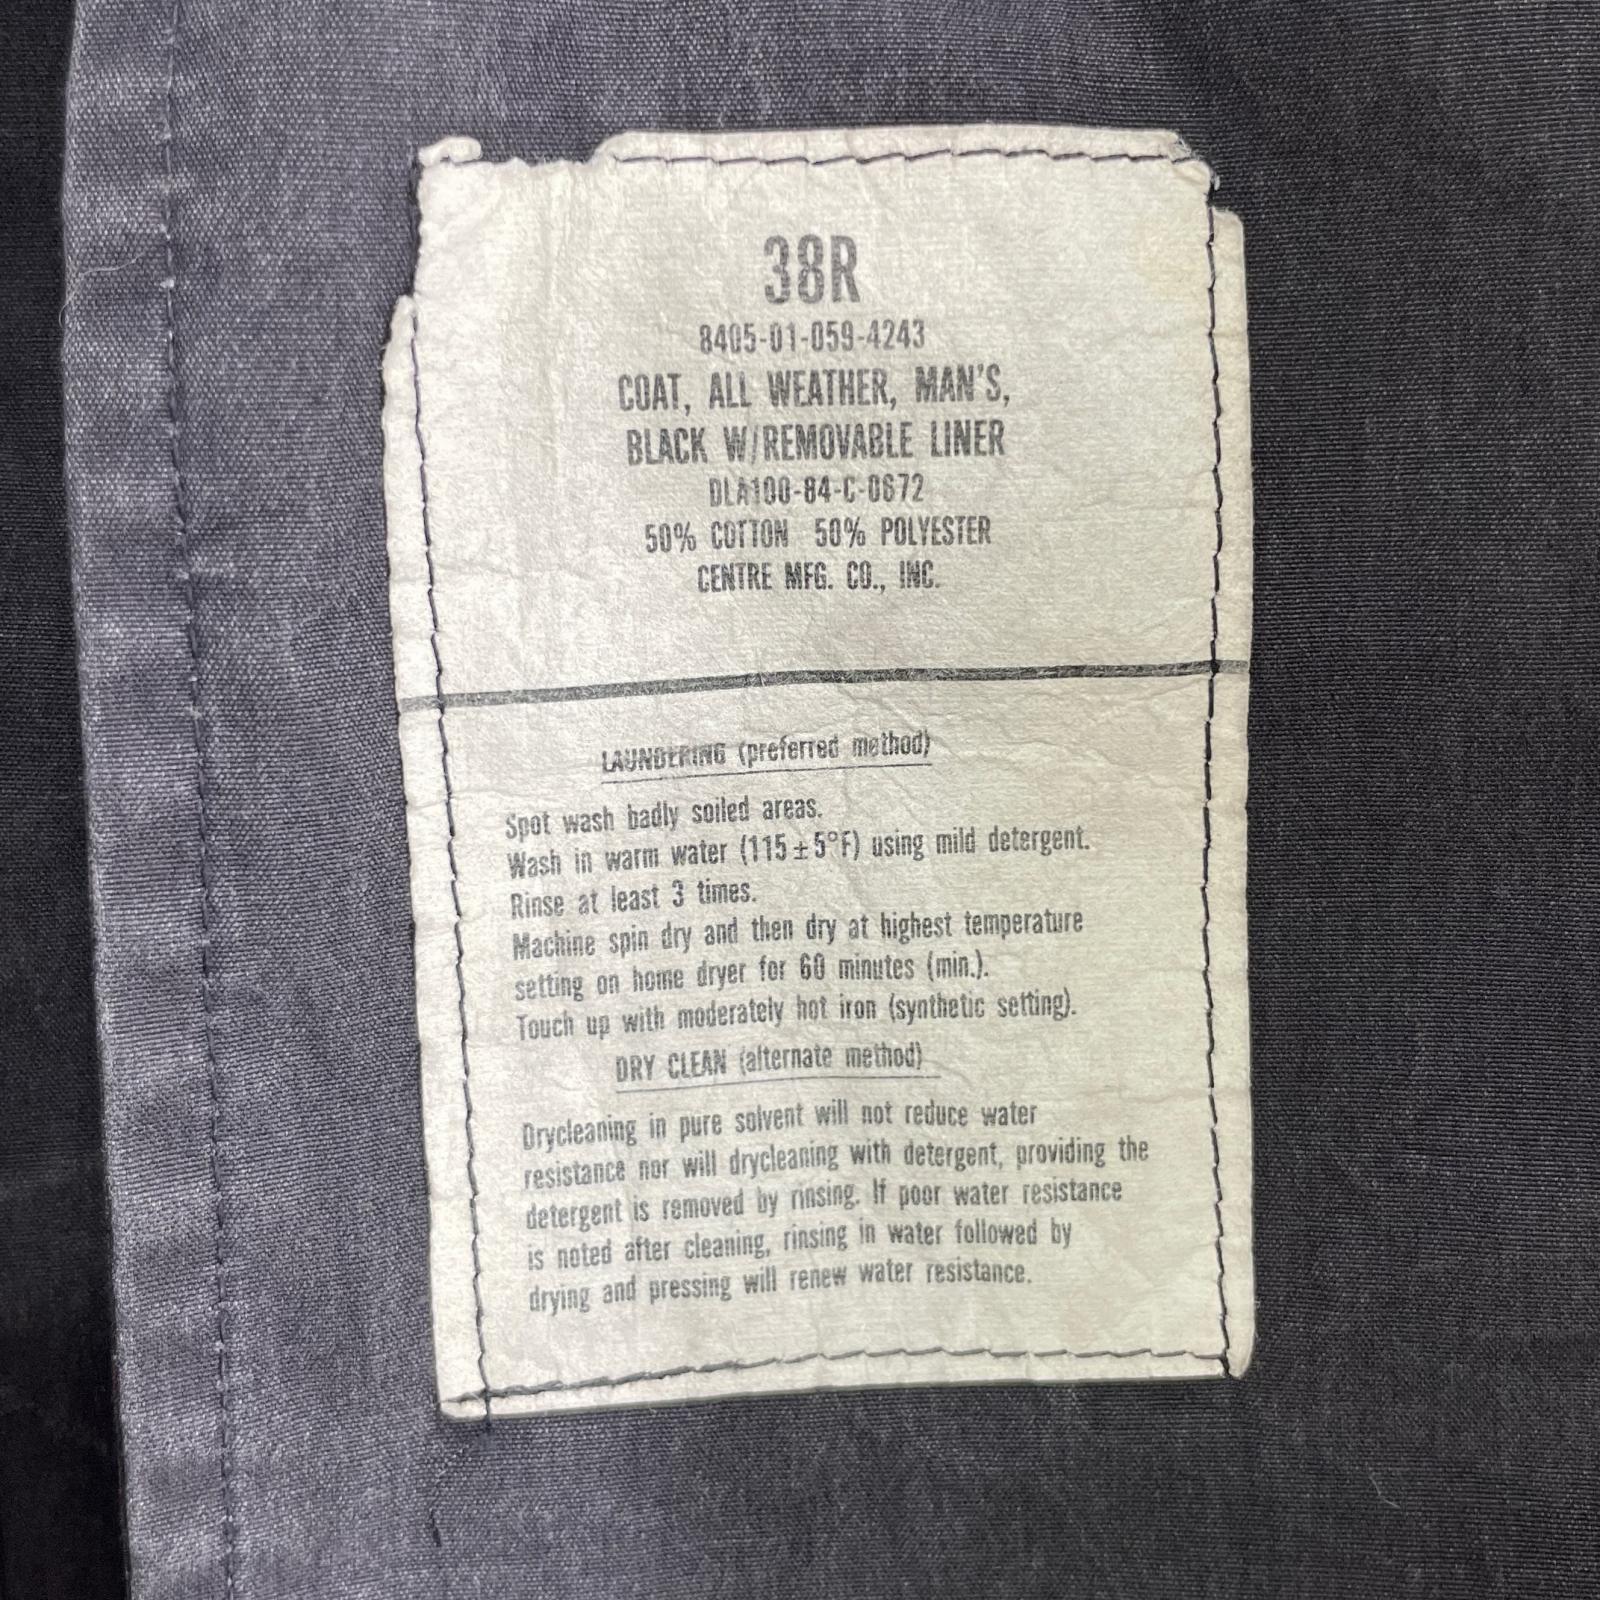 38R
8405-01-059-4243
COAT, ALL WEATHER, MAN'S,
BLACK W/REMOVABLE LINER
DLA100-84-C-0672
50% COTTON 50% POLYESTER
CENTRE MFG. CO., INC.
LAUNDERING (preferred method)
Spot wash badly soiled areas.
Wash in warm water (115±5°F) using mild detergent.
Rinse at least 3 times.
Machine spin dry and then dry at highest temperature
setting on home dryer for 60 minutes (min.).
Touch up with moderately hot iron (synthetic setting).
DRY CLEAN (alternate method)
Drycleaning in pure solvent will not reduce water
resistance nor will drycleaning with detergent, providing the
detergent is removed by rinsing. If poor water resistance
is noted after cleaning, rinsing in water followed by
drying and pressing will renew water resistance.